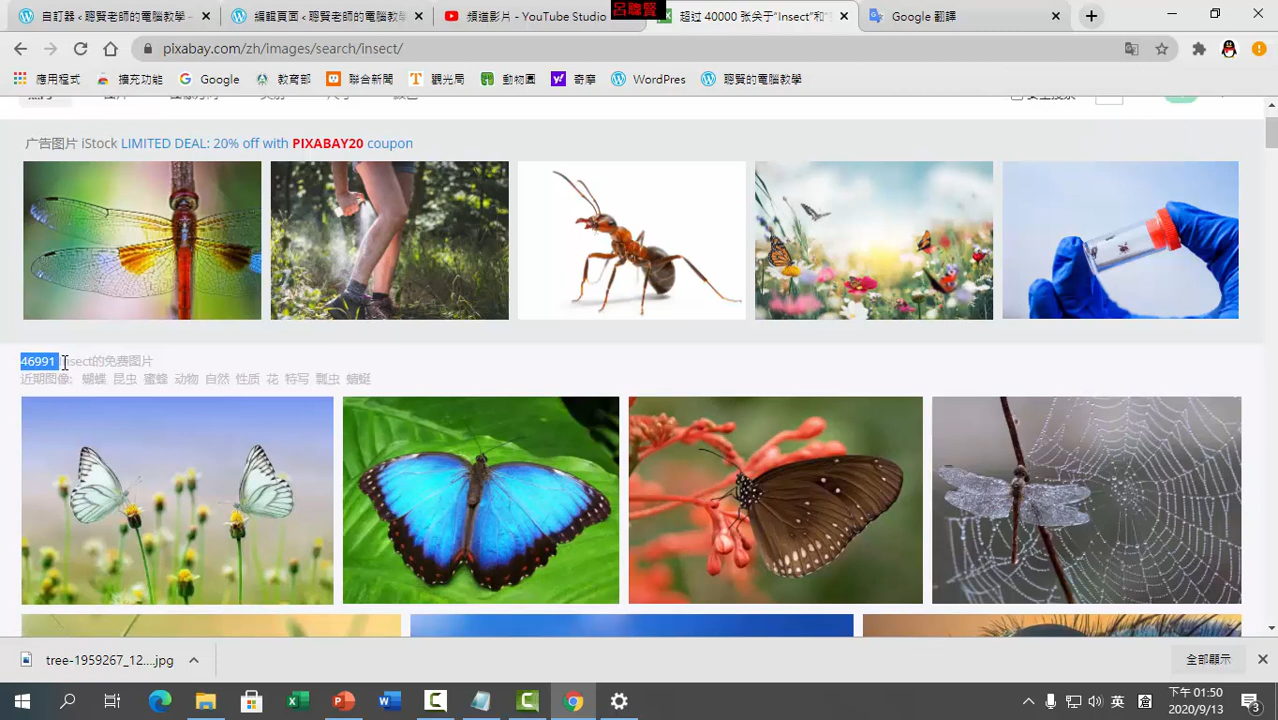 自訂器 ‹ 聰賢老師的電腦教學 –
編輯頁面 ‹ 聰賢老師的電腦教學
頻道影片 - YouTube Studio
呂聰賢
超过 40000 张关于“Insect”和“
Google 翻譯
pixabay.com/zh/images/search/insect/
應用程式
擴充功能
Google
教育部
聯合新聞
觀光局
動物園
奇摩
WordPres
聰賢的電腦教學
广告图片 iStock LIMITED DEAL: 20% off with PIXABAY20 coupon
46991 Insect的免费图片
近期图像: 蝴蝶 昆虫 蜜蜂 动物 自然 性质 花 特写 瓢虫 蜻蜓
tree-1959267_12....jpg
全部顯示
英
下午 01:50
2020/9/13
3